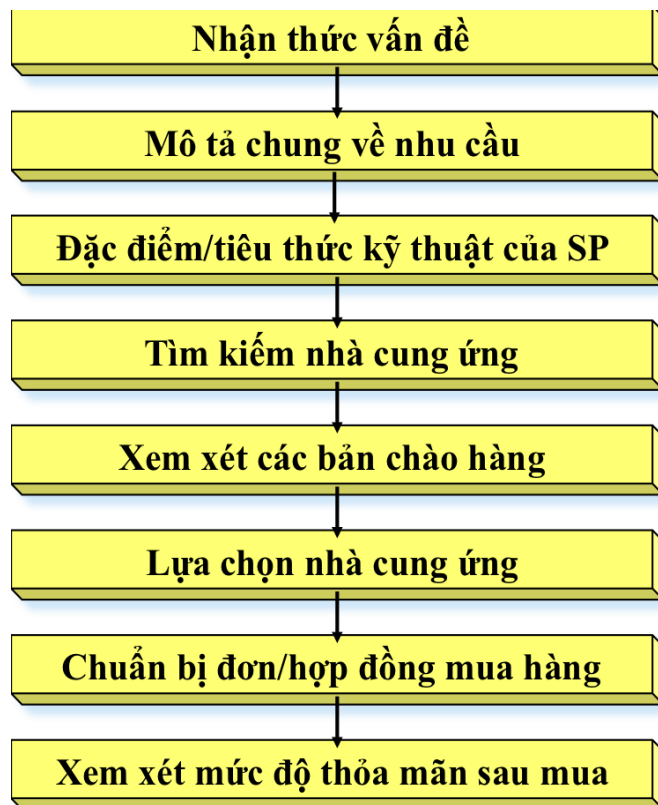 Nhận thức vấn đề
Mô tả chung về nhu cầu
Đặc điểm/tiêu thức kỹ thuật của SP
Tìm kiếm nhà cung ứng
Xem xét các bản chào hàng
Lựa chọn nhà cung ứng
Chuẩn bị đơn/hợp đồng mua hàng
Xem xét mức độ thỏa mãn sau mua